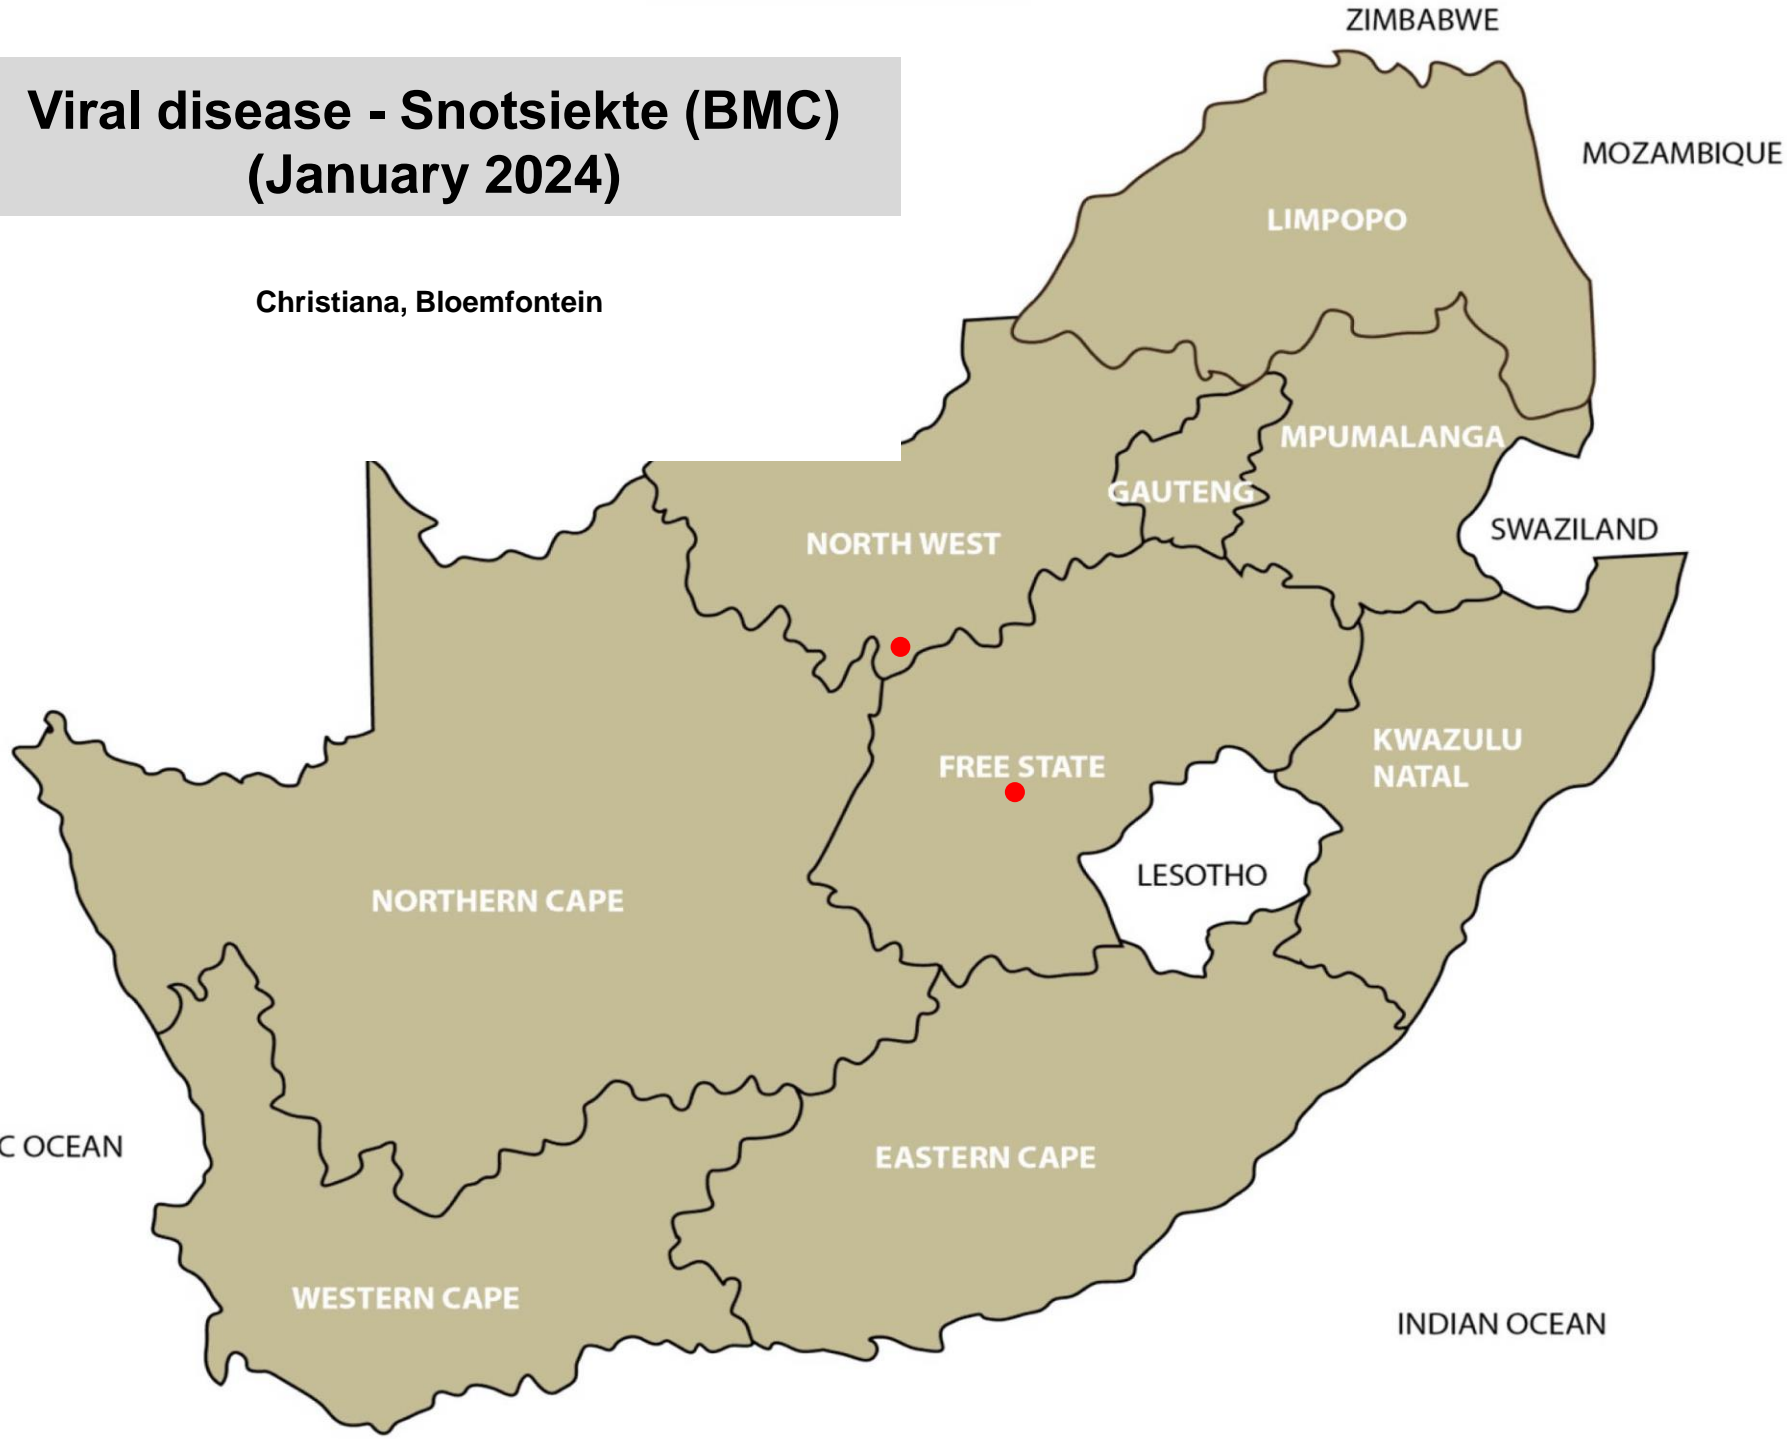 ZIMBABWE
Viral disease - Snotsiekte (BMC)
(January 2024)
MOZAMBIQUE
LIMPOPO
Christiana, Bloemfontein
MPUMALANGA
GAUTENG
SWAZILAND
NORTH WEST
KWAZULU
NATAL
FREE STATE
LESOTHO
NORTHERN CAPE
C OCEAN
EASTERN CAPE
WESTERN CAPE
INDIAN OCEAN